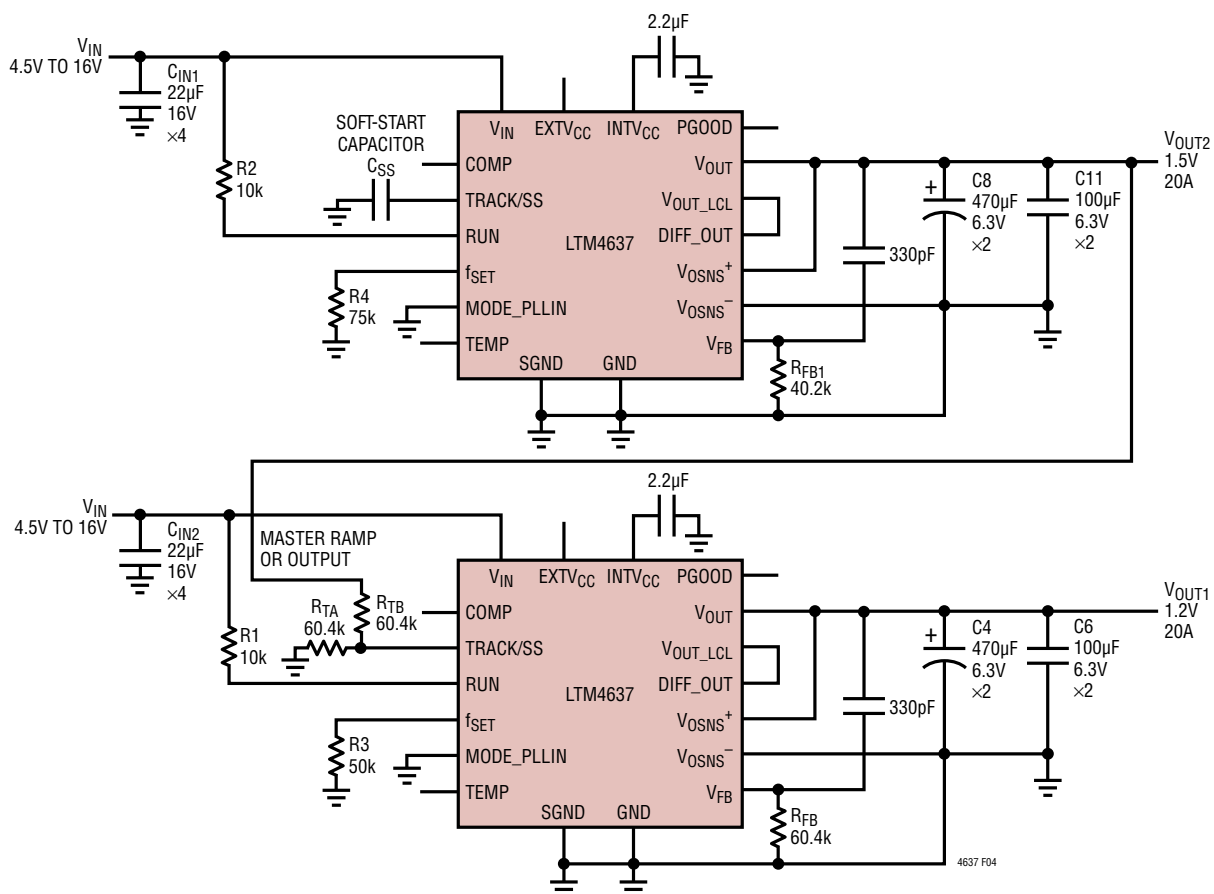 2.2µF
VIN
4.5V TO 16V
CIN1
22µF
16V
×4
R2
10k
SOFT-START
CAPACITOR
CSS
VIN
EXTVCC
INTVCC
PGOOD
COMP
TRACK/SS
RUN
fSET
MODE_PLLIN
TEMP
SGND
GND
LTM4637
VOUT
VOUT_LCL
DIFF_OUT
VOSNS+
VOSNS–
VFB
R4
75k
330pF
RFB1
40.2k
+
C8
470µF
6.3V
×2
C11
100µF
6.3V
×2
VOUT2
1.5V
20A
2.2µF
VIN
4.5V TO 16V
CIN2
22µF
16V
×4
MASTER RAMP
OR OUTPUT
RTA
60.4k
RTB
60.4k
R1
10k
VIN
EXTVCC
INTVCC
PGOOD
COMP
TRACK/SS
RUN
fSET
MODE_PLLIN
TEMP
SGND
GND
LTM4637
VOUT
VOUT_LCL
DIFF_OUT
VOSNS+
VOSNS–
VFB
R3
50k
330pF
RFB
60.4k
+
C4
470µF
6.3V
×2
C6
100µF
6.3V
×2
VOUT1
1.2V
20A
4637 F04